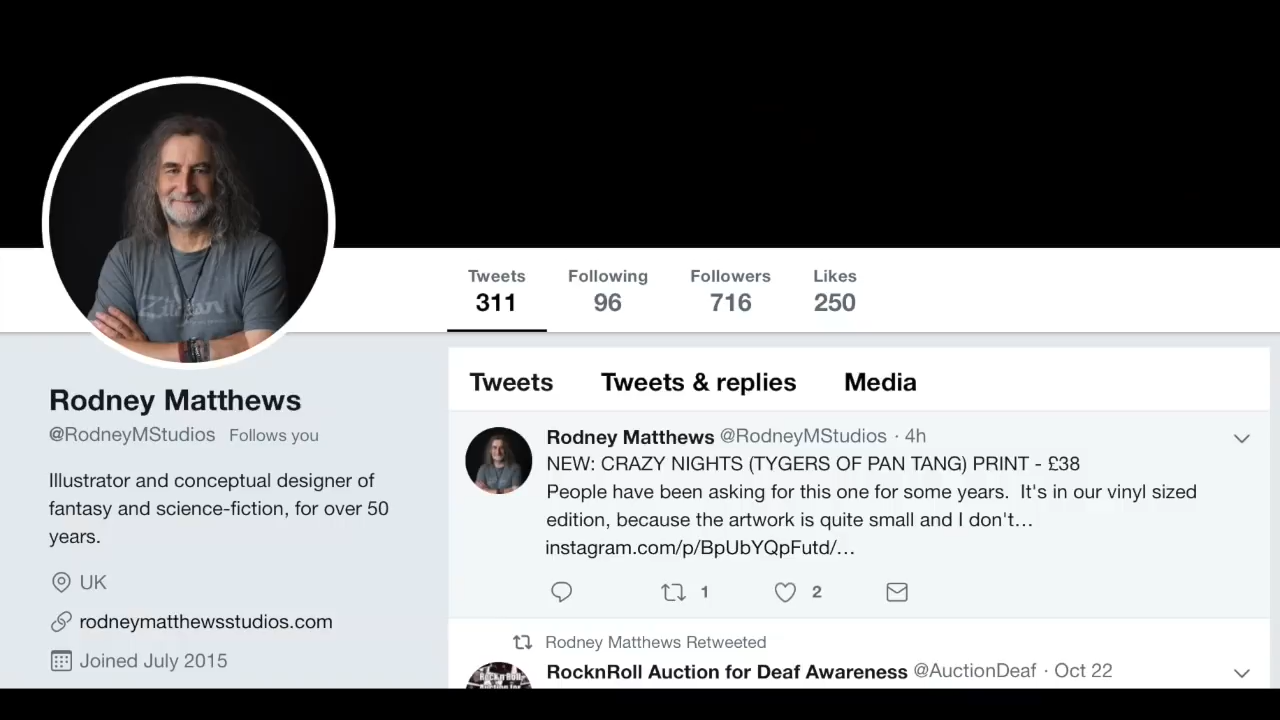 Tweets Following Followers Likes
311 96 716 250
Zildjian
Rodney Matthews
@RodneyMStudios Follows you
Illustrator and conceptual designer of
fantasy and science-fiction, for over 50
years.
UK
rodneymatthewsstudios.com
Joined July 2015
Tweets Tweets & replies Media
Rodney Matthews @RodneyMStudios · 4h
NEW: CRAZY NIGHTS (TYGERS OF PAN TANG) PRINT - £38
People have been asking for this one for some years. It's in our vinyl sized
edition, because the artwork is quite small and I don't…
instagram.com/p/BpUbYQpFutd/…
1 2
Rodney Matthews Retweeted
RocknRoll Auction for Deaf Awareness @AuctionDeaf · Oct 22